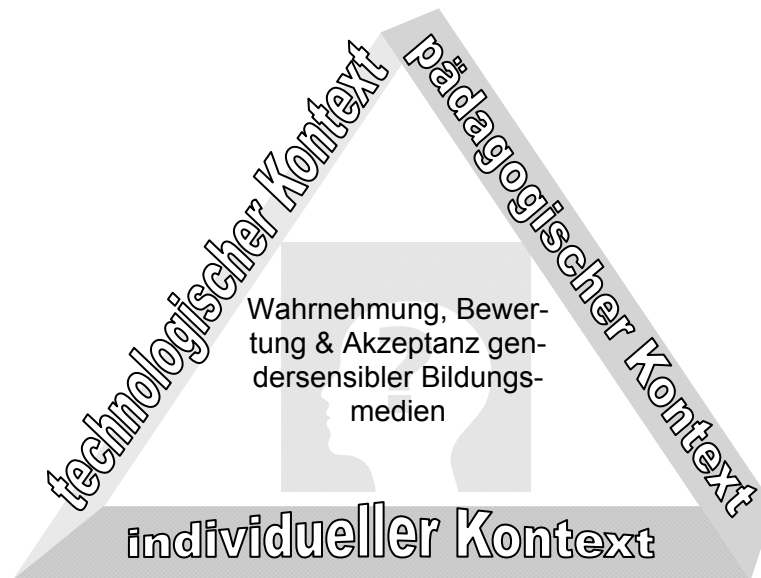 technologischer Kontext
pädagogischer Kontext
Wahrnehmung, Bewer-
tung & Akzeptanz gen-
dersensibler Bildungs-
medien
individueller Kontext